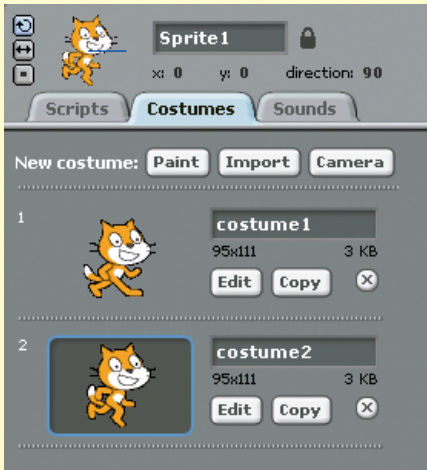 Sprite1
x: 0 y: 0 direction: 90
Scripts Costumes Sounds
New costume: Paint Import Camera
1
costume1
95x111 3 KB
Edit Copy
2
costume2
95x111 3 KB
Edit Copy